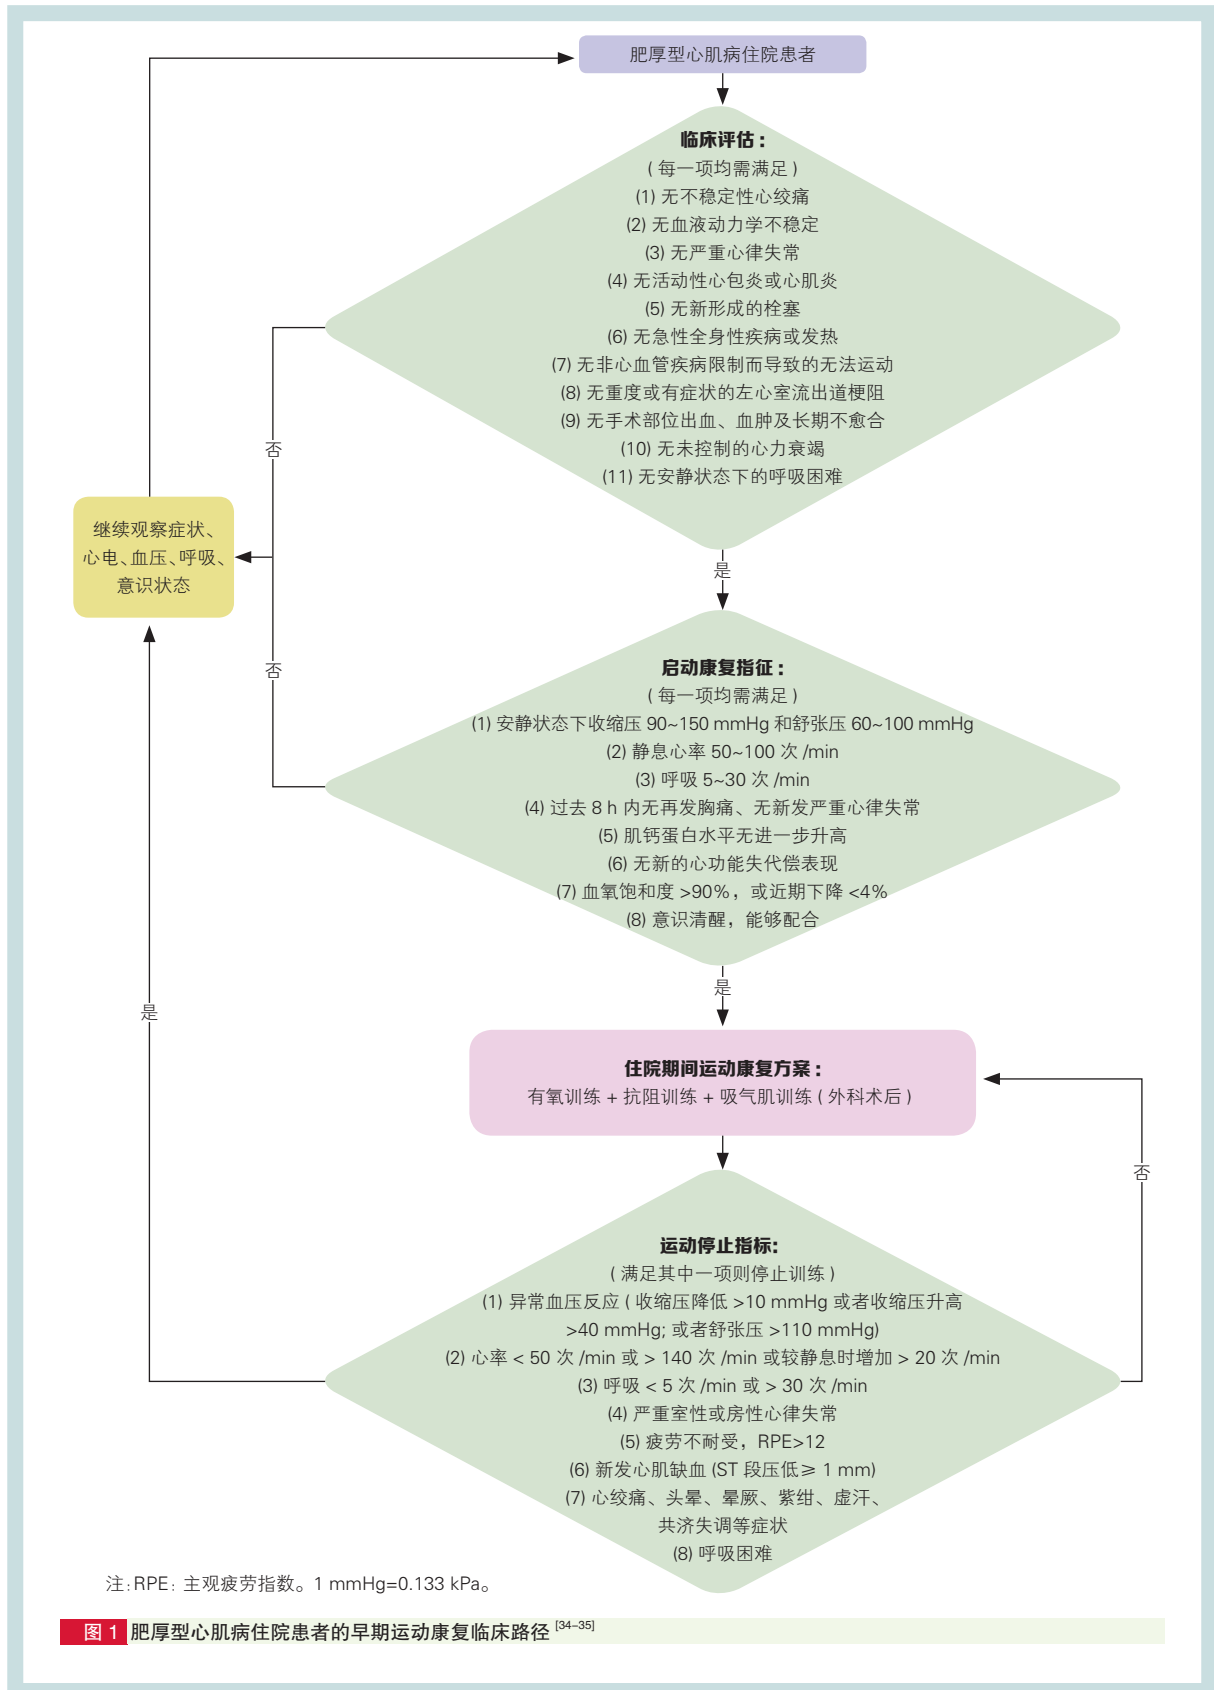 肥厚型心肌病住院患者
临床评估：
（每一项均需满足）
(1) 无不稳定性心绞痛
(2) 无血液动力学不稳定
(3) 无严重心律失常
(4) 无活动性心包炎或心肌炎
(5) 无新形成的栓塞
(6) 无急性全身性疾病或发热
(7) 无非心血管疾病限制而导致的无法运动
(8) 无重度或有症状的左心室流出道梗阻
(9) 无手术部位出血、血肿及长期不愈合
(10) 无未控制的心力衰竭
(11) 无安静状态下的呼吸困难
否
继续观察症状、
心电、血压、呼吸、
意识状态
是
否
启动康复指征：
（每一项均需满足）
(1) 安静状态下收缩压 90~150 mmHg 和舒张压 60~100 mmHg
(2) 静息心率 50~100 次 /min
(3) 呼吸 5~30 次 /min
(4) 过去 8 h 内无再发胸痛、无新发严重心律失常
(5) 肌钙蛋白水平无进一步升高
(6) 无新的心功能失代偿表现
(7) 血氧饱和度 >90%，或近期下降 <4%
(8) 意识清醒，能够配合
是
是
住院期间运动康复方案：
有氧训练 + 抗阻训练 + 吸气肌训练（外科术后）
否
运动停止指标：
（满足其中一项则停止训练）
(1) 异常血压反应（收缩压降低 >10 mmHg 或者收缩压升高
>40 mmHg; 或者舒张压 >110 mmHg)
(2) 心率 < 50 次 /min 或 > 140 次 /min 或较静息时增加 > 20 次 /min
(3) 呼吸 < 5 次 /min 或 > 30 次 /min
(4) 严重室性或房性心律失常
(5) 疲劳不耐受，RPE>12
(6) 新发心肌缺血 (ST 段压低 ≥ 1 mm)
(7) 心绞痛、头晕、晕厥、紫绀、虚汗、
共济失调等症状
(8) 呼吸困难
注：RPE：主观疲劳指数。1 mmHg=0.133 kPa。
图 1 肥厚型心肌病住院患者的早期运动康复临床路径 [34-35]